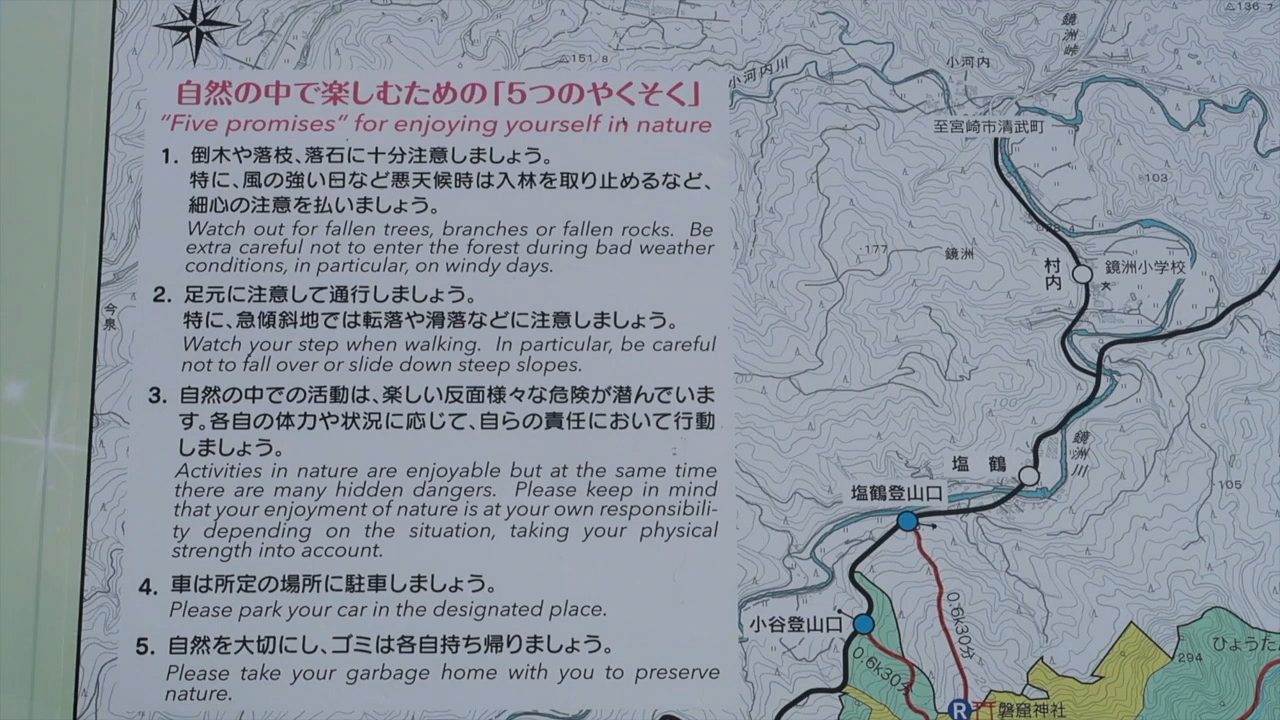 自然の中で楽しむための「5つのやくそく」
"Five promises" for enjoying yourself in nature
1. 倒木や落枝、落石に十分注意しましょう。
特に、風の強い日など悪天候時は入林を取り止めるなど、
細心の注意を払いましょう。
Watch out for fallen trees, branches or fallen rocks. Be
extra careful not to enter the forest during bad weather
conditions, in particular, on windy days.
2. 足元に注意して通行しましょう。
特に、急傾斜地では転落や滑落などに注意しましょう。
Watch your step when walking. In particular, be careful
not to fall over or slide down steep slopes.
3. 自然の中での活動は、楽しい反面様々な危険が潜んでいま
す。各自の体力や状況に応じて、自らの責任において行動
しましょう。
Activities in nature are enjoyable but at the same time
there are many hidden dangers. Please keep in mind
that your enjoyment of nature is at your own responsibili-
ty depending on the situation, taking your physical
strength into account.
4. 車は所定の場所に駐車しましょう。
Please park your car in the designated place.
5. 自然を大切にし、ゴミは各自持ち帰りましょう。
Please take your garbage home with you to preserve
nature.
今泉
151.8
136.7
鏡洲峠
小河内川
小河内
至宮崎市清武町
103
177
鏡洲
村内
鏡洲小学校
100
鏡洲川
塩鶴
105
塩鶴登山口
0.6k30分
小谷登山口
0.6k30分
294
ひょうた
R
磐窟神社